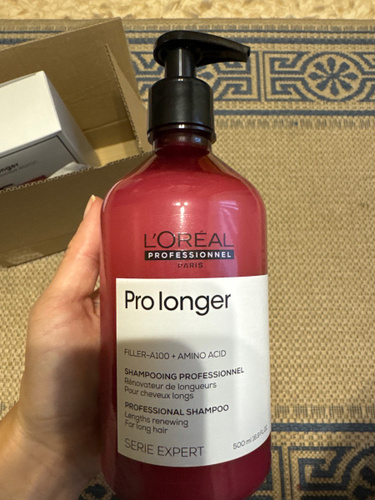 L'ORÉAL
PROFESSIONNEL
PARIS
Pro longer
FILLER-A100 + AMINO ACID
SHAMPOOING PROFESSIONNEL
Rénovateur de longueurs
Pour cheveux longs
PROFESSIONAL SHAMPOO
Lengths renewing
For long hair
SERIE EXPERT
500 ml